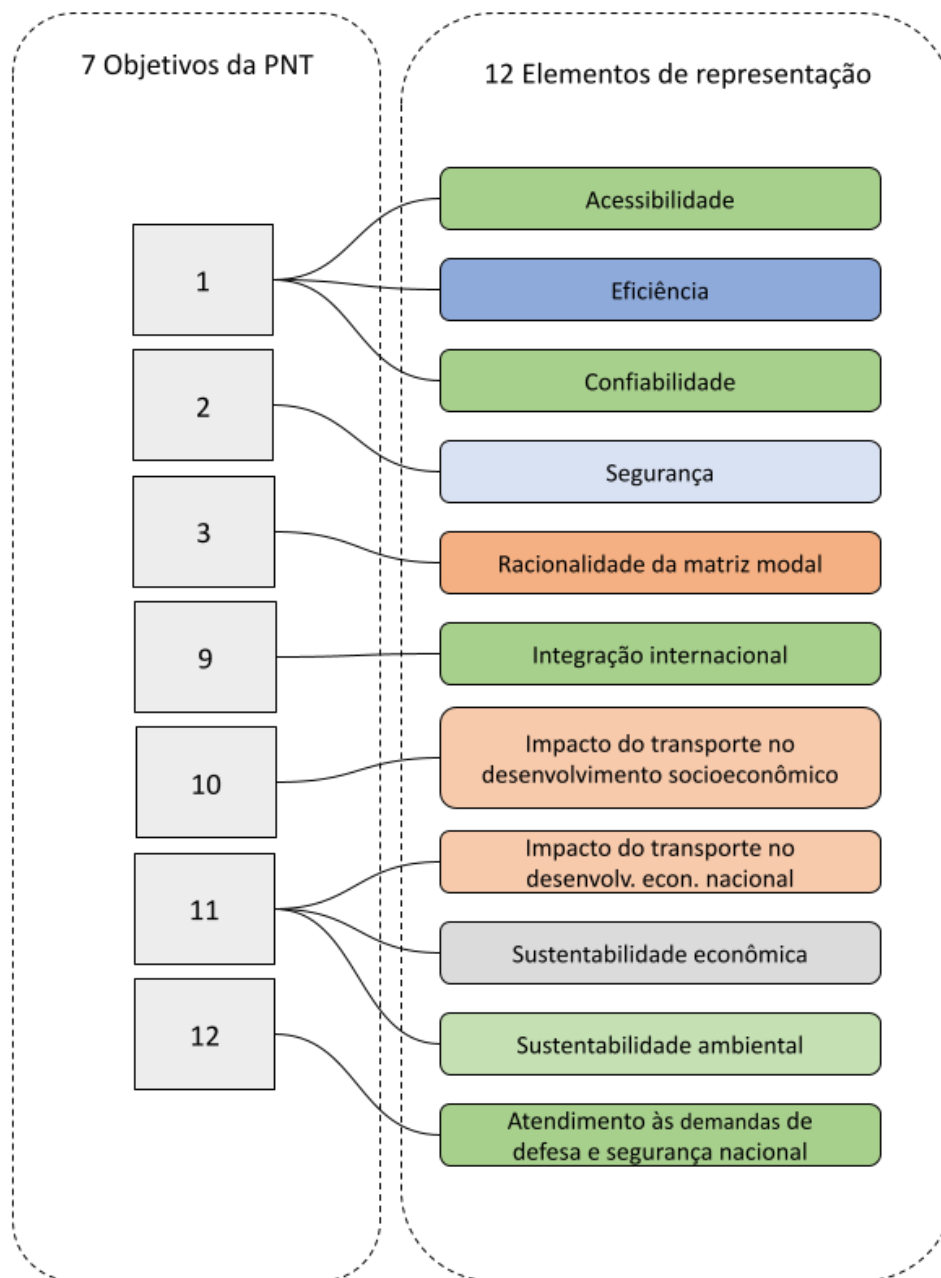 7 Objetivos da PNT
12 Elementos de representação
1
2
3
9
10
11
12
Acessibilidade
Eficiência
Confiabilidade
Segurança
Racionalidade da matriz modal
Integração internacional
Impacto do transporte no
desenvolvimento socioeconômico
Impacto do transporte no
desenvolv. econ. nacional
Sustentabilidade econômica
Sustentabilidade ambiental
Atendimento às demandas de
defesa e segurança nacional